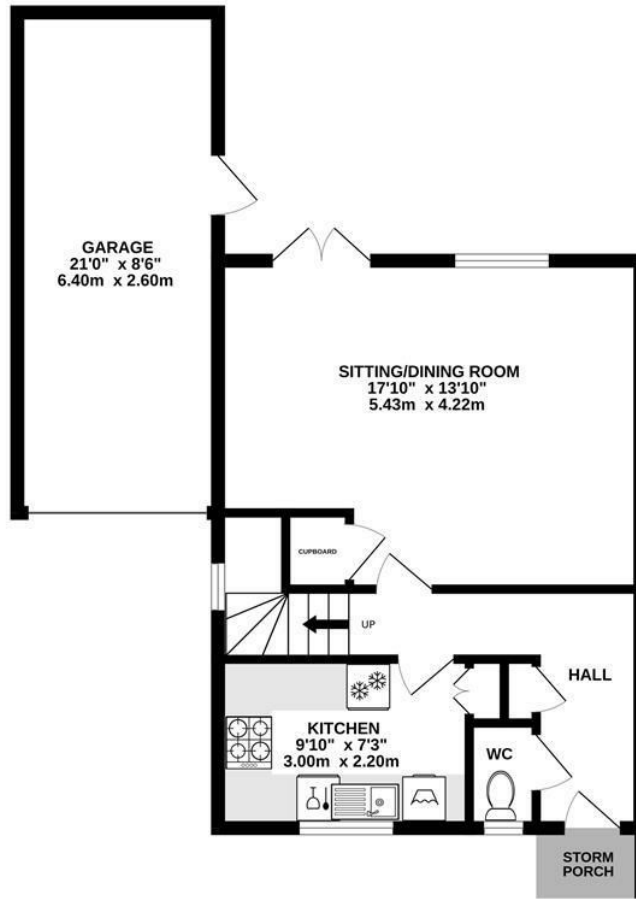 GARAGE
21'0" x 8'6"
6.40m x 2.60m
SITTING/DINING ROOM
17'10" x 13'10"
5.43m x 4.22m
CUPBOARD
UP
HALL
KITCHEN
9'10" x 7'3"
3.00m x 2.20m
WC
STORM
PORCH